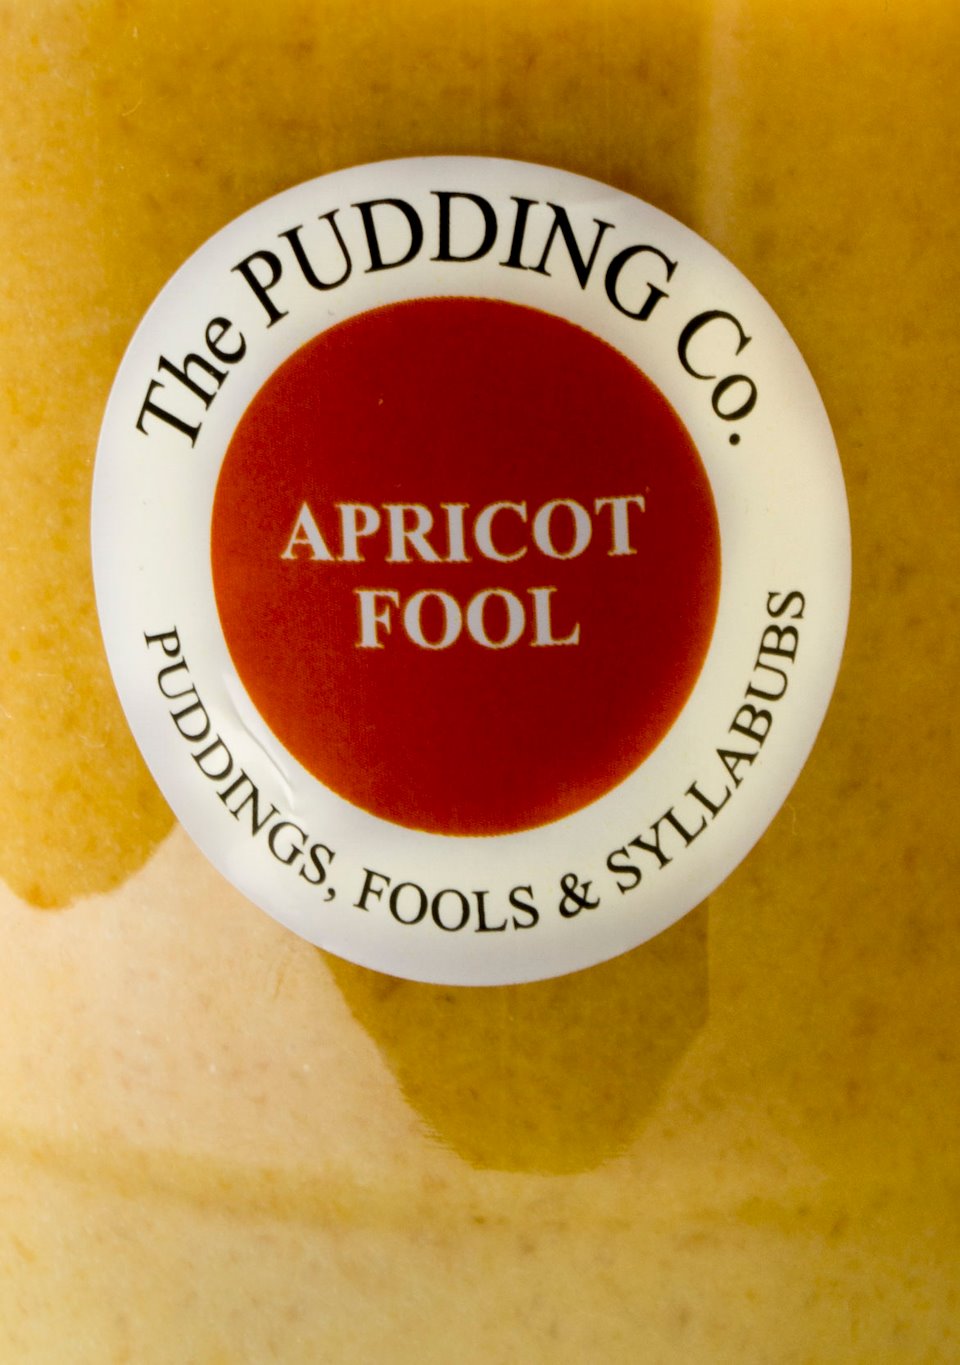 The PUDDING Co.
APRICOT
FOOL
PUDDINGS, FOOLS & SYLLABUBS